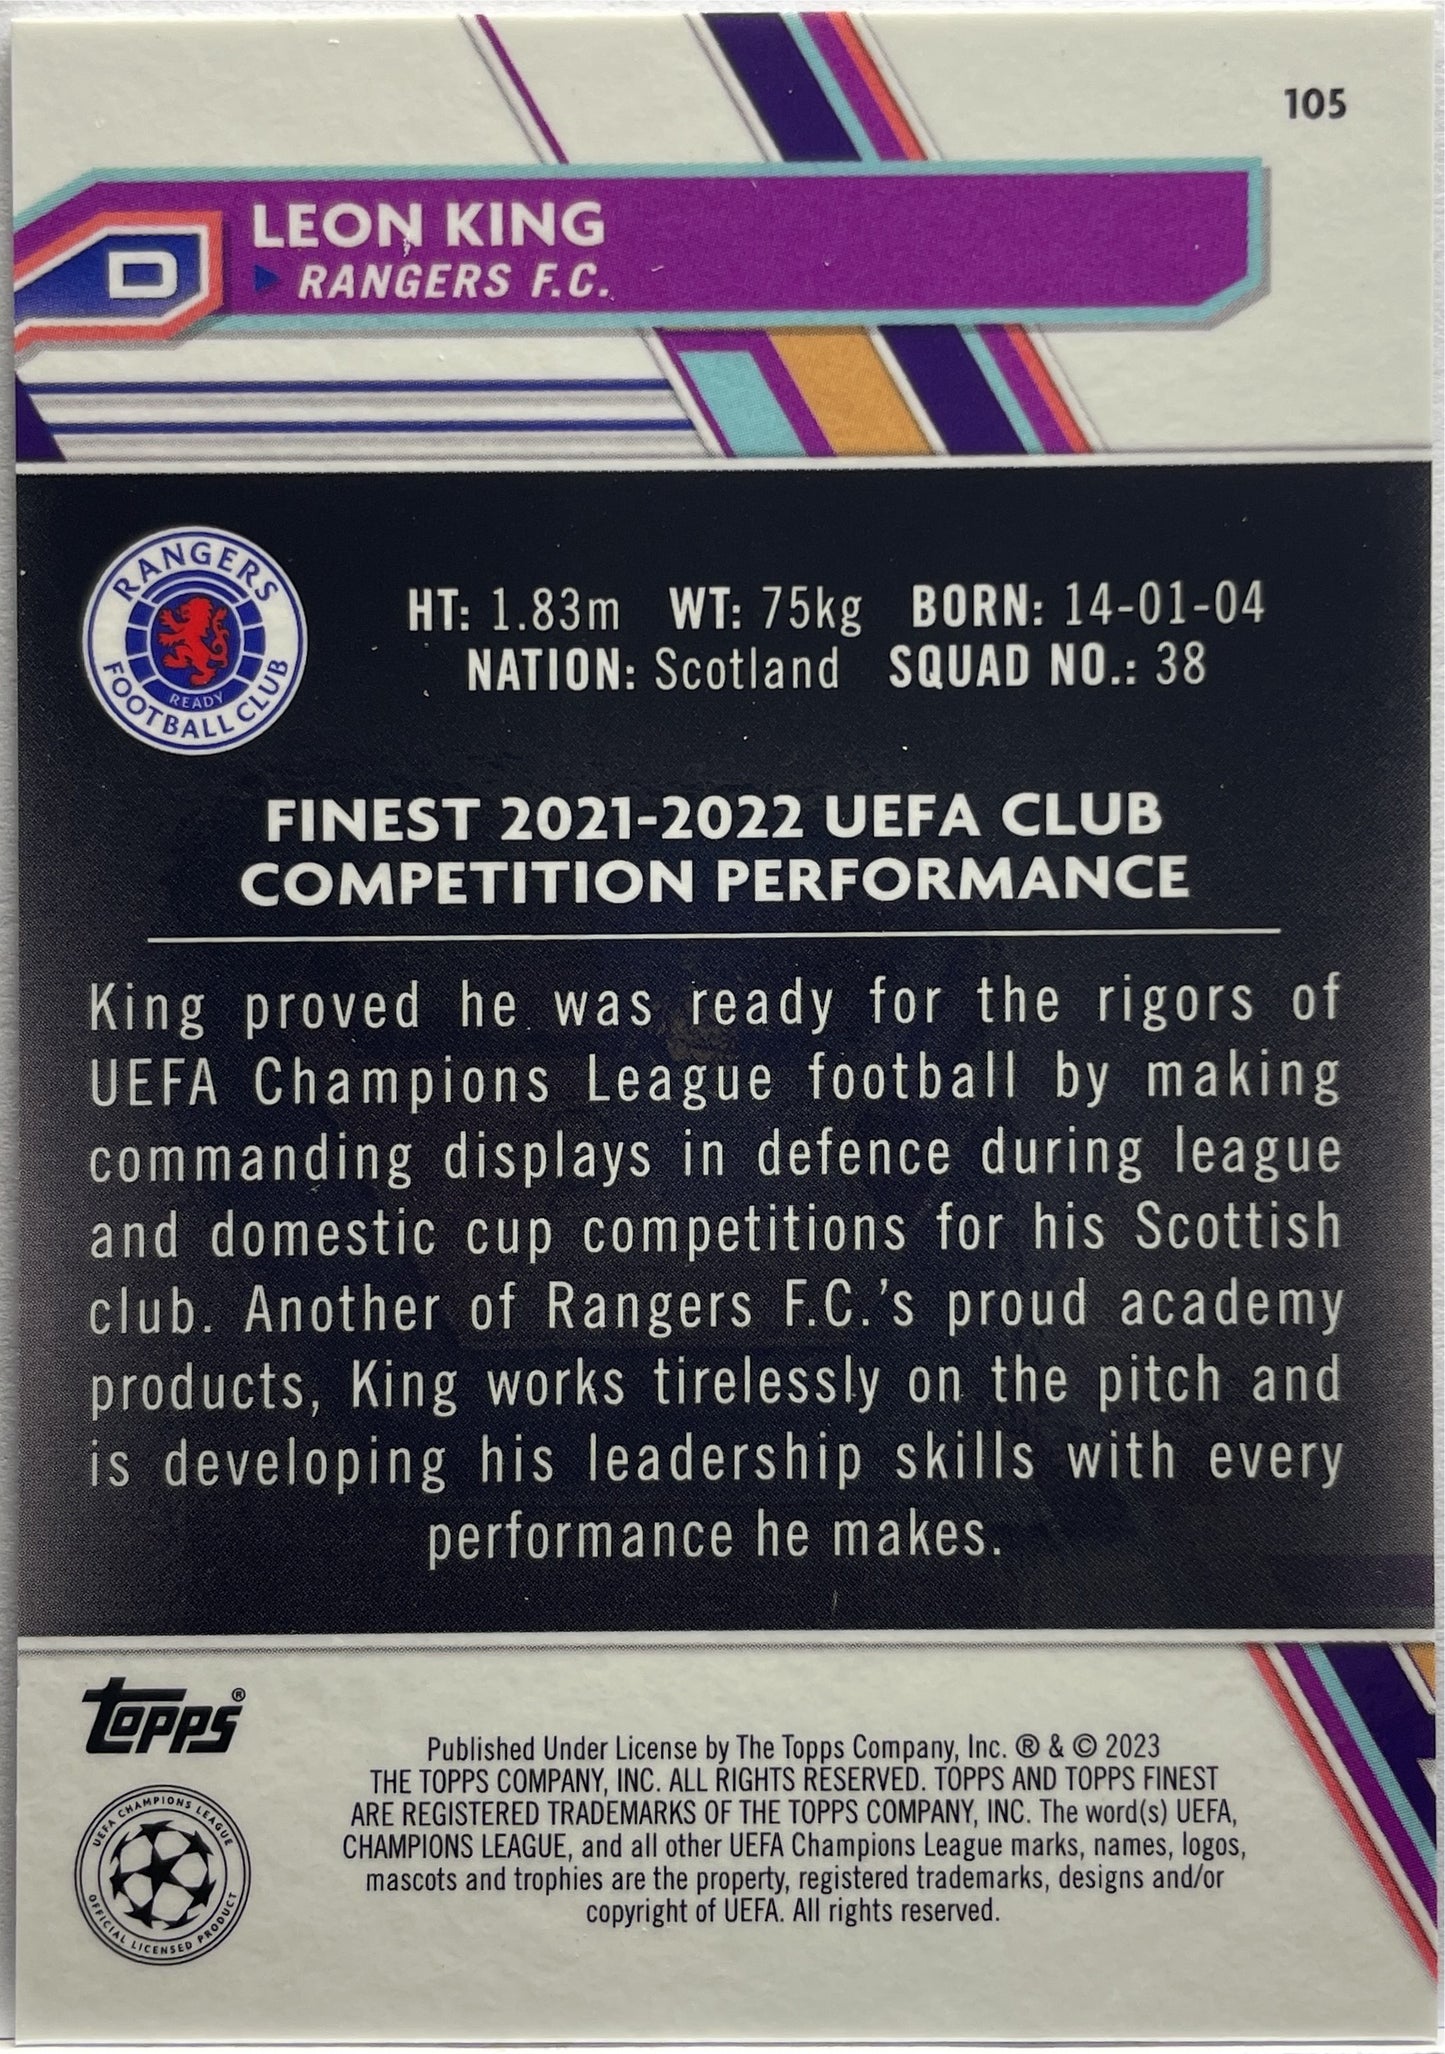 105
LEON KING
D
RANGERS F.C.
RANGERS
FOOTBALL CLUB
READY
HT: 1.83m WT: 75kg BORN: 14-01-04
NATION: Scotland SQUAD NO.: 38
FINEST 2021-2022 UEFA CLUB
COMPETITION PERFORMANCE
King proved he was ready for the rigors of
UEFA Champions League football by making
commanding displays in defence during league
and domestic cup competitions for his Scottish
club. Another of Rangers F.C.'s proud academy
products, King works tirelessly on the pitch and
is developing his leadership skills with every
performance he makes.
topps®
Published Under License by The Topps Company, Inc. ® & © 2023
THE TOPPS COMPANY, INC. ALL RIGHTS RESERVED. TOPPS AND TOPPS FINEST
ARE REGISTERED TRADEMARKS OF THE TOPPS COMPANY, INC. The word(s) UEFA,
CHAMPIONS LEAGUE, and all other UEFA Champions League marks, names, logos,
mascots and trophies are the property, registered trademarks, designs and/or
copyright of UEFA. All rights reserved.
UEFA CHAMPIONS LEAGUE
OFFICIAL LICENSED PRODUCT